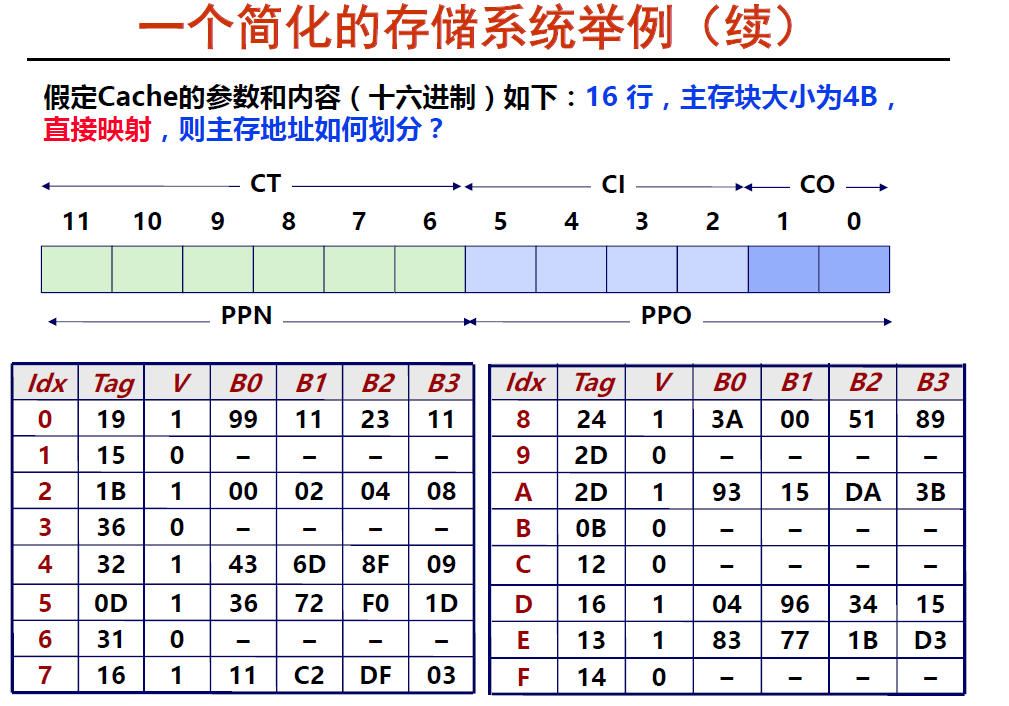 一个简化的存储系统举例（续）
假定Cache的参数和内容（十六进制）如下：16 行，主存块大小为4B，
直接映射，则主存地址如何划分？
CT CI CO
11 10 9 8 7 6 5 4 3 2 1 0
PPN PPO
Idx Tag V B0 B1 B2 B3
0 19 1 99 11 23 11
1 15 0 – – – –
2 1B 1 00 02 04 08
3 36 0 – – – –
4 32 1 43 6D 8F 09
5 0D 1 36 72 F0 1D
6 31 0 – – – –
7 16 1 11 C2 DF 03
Idx Tag V B0 B1 B2 B3
8 24 1 3A 00 51 89
9 2D 0 – – – –
A 2D 1 93 15 DA 3B
B 0B 0 – – – –
C 12 0 – – – –
D 16 1 04 96 34 15
E 13 1 83 77 1B D3
F 14 0 – – – –